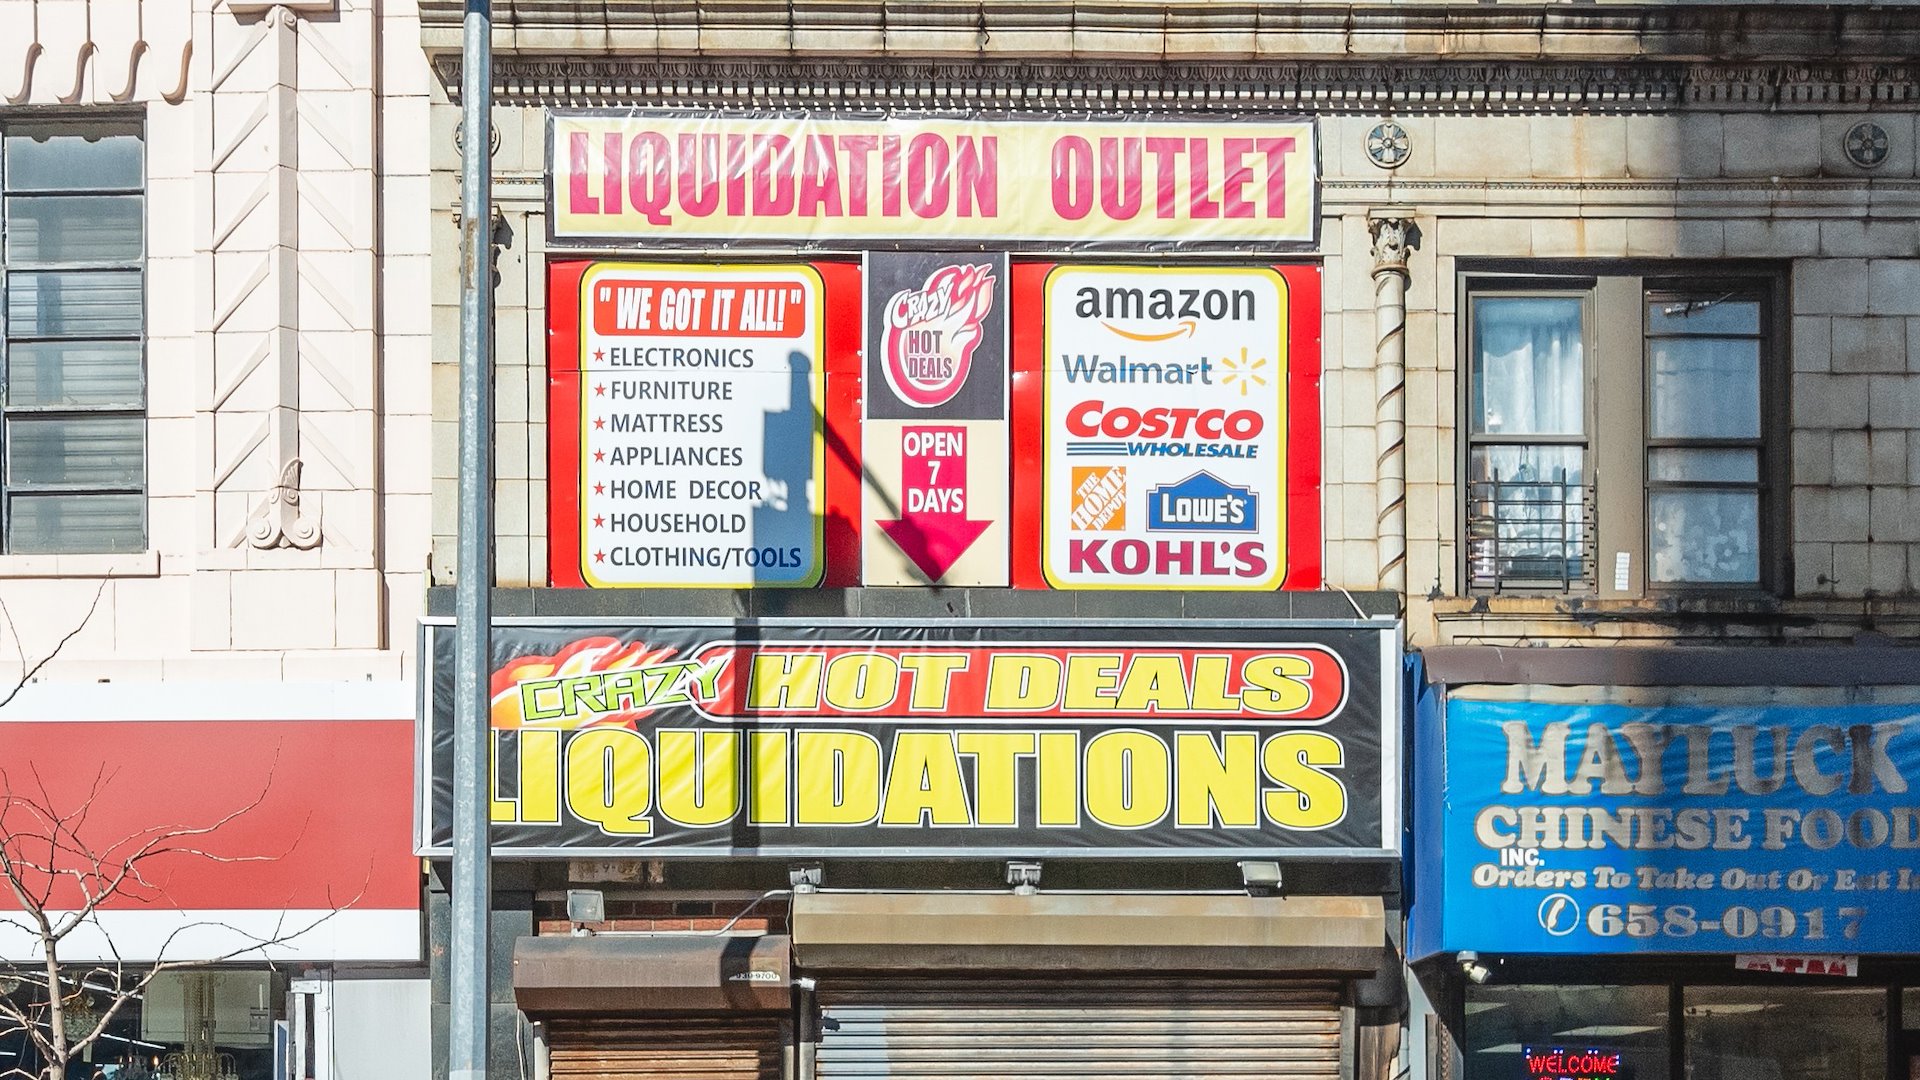 LIQUIDATION OUTLET
" WE GOT IT ALL! "
ELECTRONICS
FURNITURE
MATTRESS
APPLIANCES
HOME DECOR
HOUSEHOLD
CLOTHING/TOOLS
CRAZY
HOT
DEALS
OPEN
7
DAYS
amazon
Walmart
COSTCO
WHOLESALE
THE
HOME
DEPOT
LOWE'S
KOHL'S
CRAZY HOT DEALS
LIQUIDATIONS
MAYLUCK
CHINESE FOOD
INC.
Orders To Take Out Or Eat
658-0917
WELCOME